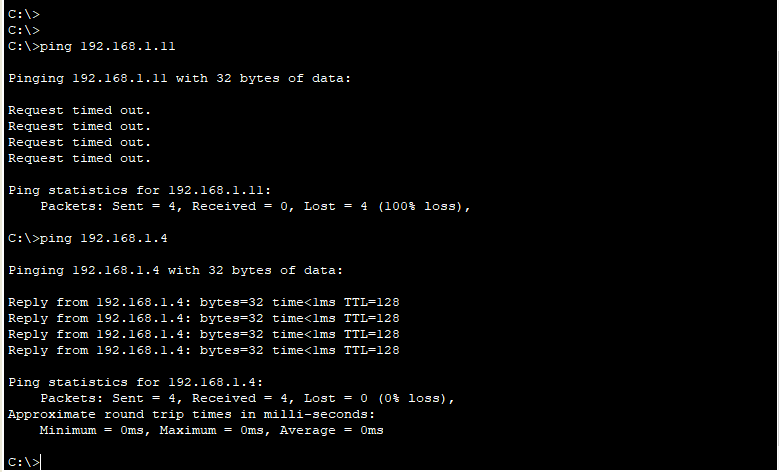 C:\>
C:\>
C:\>ping 192.168.1.11
Pinging 192.168.1.11 with 32 bytes of data:
Request timed out.
Request timed out.
Request timed out.
Request timed out.
Ping statistics for 192.168.1.11:
Packets: Sent = 4, Received = 0, Lost = 4 (100% loss),
C:\>ping 192.168.1.4
Pinging 192.168.1.4 with 32 bytes of data:
Reply from 192.168.1.4: bytes=32 time<1ms TTL=128
Reply from 192.168.1.4: bytes=32 time<1ms TTL=128
Reply from 192.168.1.4: bytes=32 time<1ms TTL=128
Reply from 192.168.1.4: bytes=32 time<1ms TTL=128
Ping statistics for 192.168.1.4:
Packets: Sent = 4, Received = 4, Lost = 0 (0% loss),
Approximate round trip times in milli-seconds:
Minimum = 0ms, Maximum = 0ms, Average = 0ms
C:\>